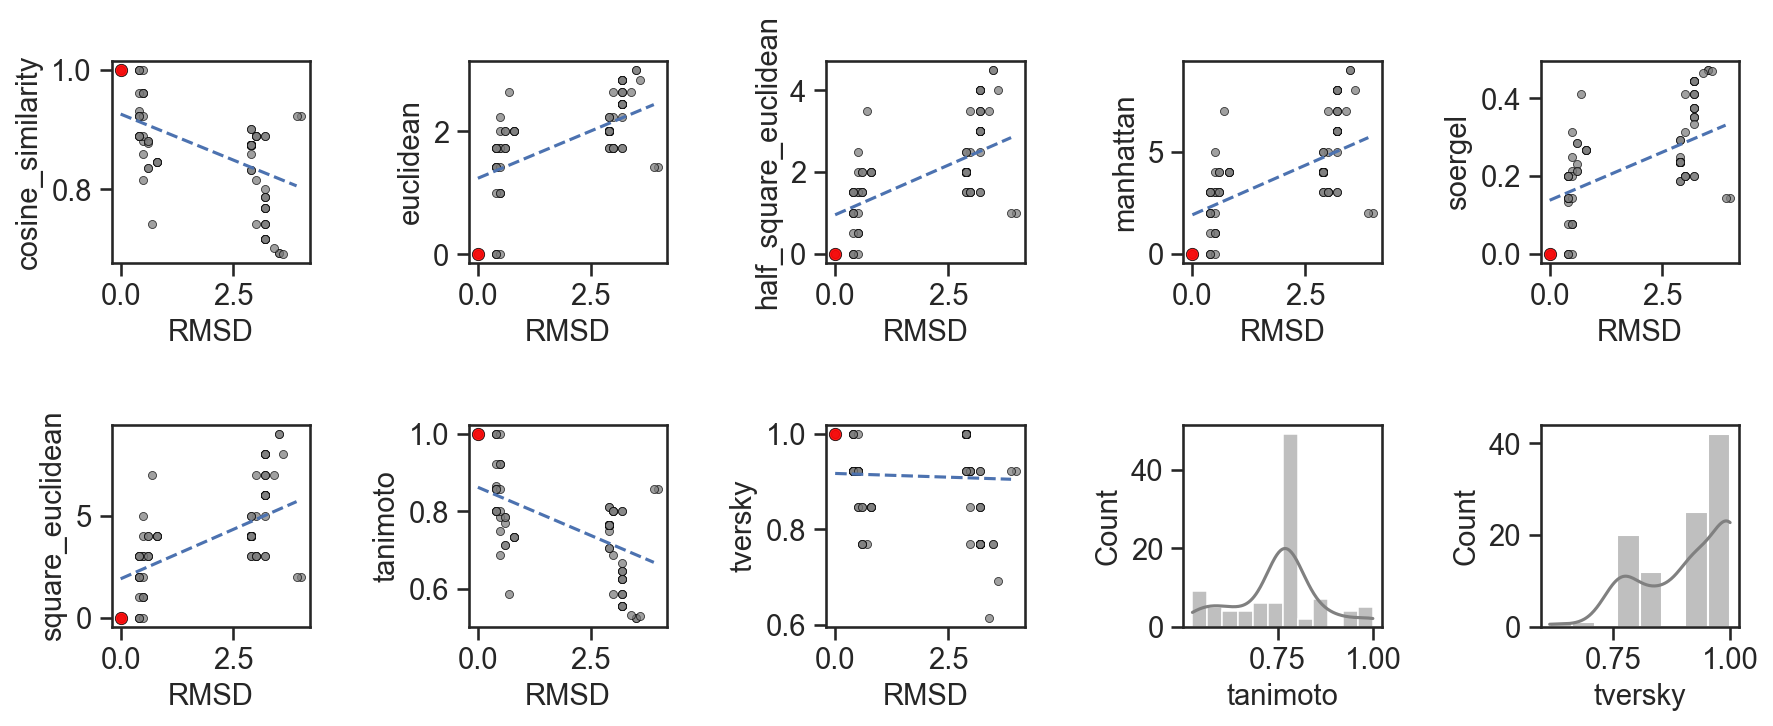 cosine_similarity
1.0
0.8
0.0
2.5
RMSD
euclidean
2
0
0.0
2.5
RMSD
half_square_euclidean
4
2
0
0.0
2.5
RMSD
manhattan
5
0
0.0
2.5
RMSD
soergel
0.4
0.2
0.0
0.0
2.5
RMSD
square_euclidean
5
0
0.0
2.5
RMSD
tanimoto
1.0
0.8
0.6
0.0
2.5
RMSD
tversky
1.0
0.8
0.6
0.0
2.5
RMSD
Count
40
20
0
0.75
1.00
tanimoto
Count
40
20
0
0.75
1.00
tversky